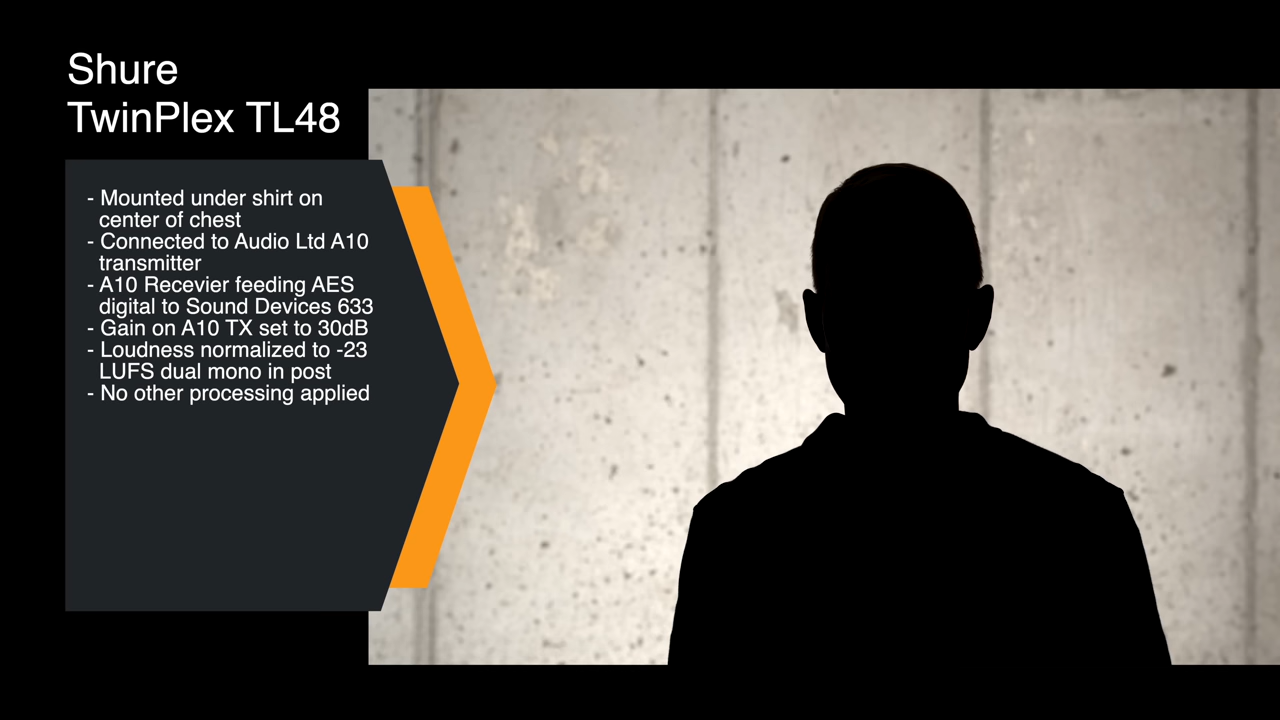 Shure
TwinPlex TL48
- Mounted under shirt on
center of chest
- Connected to Audio Ltd A10
transmitter
- A10 Recevier feeding AES
digital to Sound Devices 633
- Gain on A10 TX set to 30dB
- Loudness normalized to -23
LUFS dual mono in post
- No other processing applied